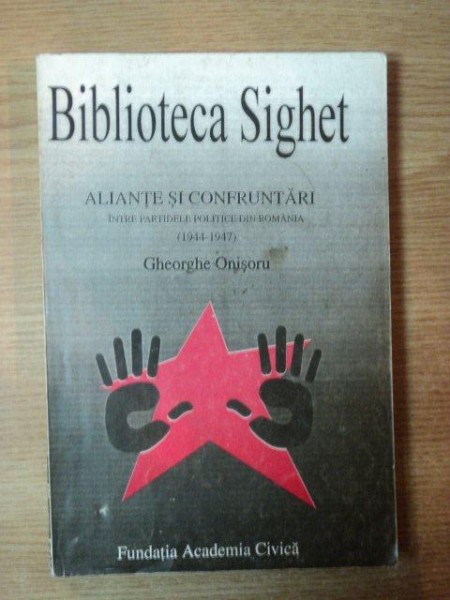 Biblioteca Sighet
ALIANȚE ȘI CONFRUNTĂRI
ÎNTRE PARTIDELE POLITICE DIN ROMÂNIA
(1944-1947)
Gheorghe Onișoru
Fundația Academia Civică